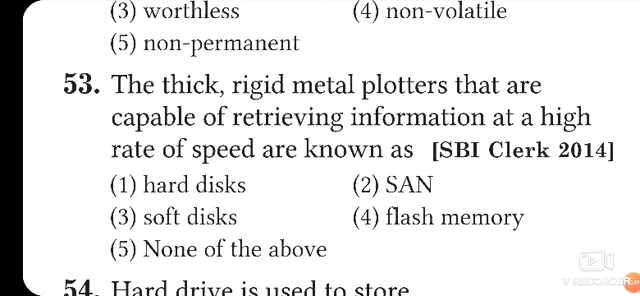 (3) worthless (4) non-volatile
(5) non-permanent
53. The thick, rigid metal plotters that are
capable of retrieving information at a high
rate of speed are known as [SBI Clerk 2014]
(1) hard disks (2) SAN
(3) soft disks (4) flash memory
(5) None of the above
54. Hard drive is used to store
V RECORDER